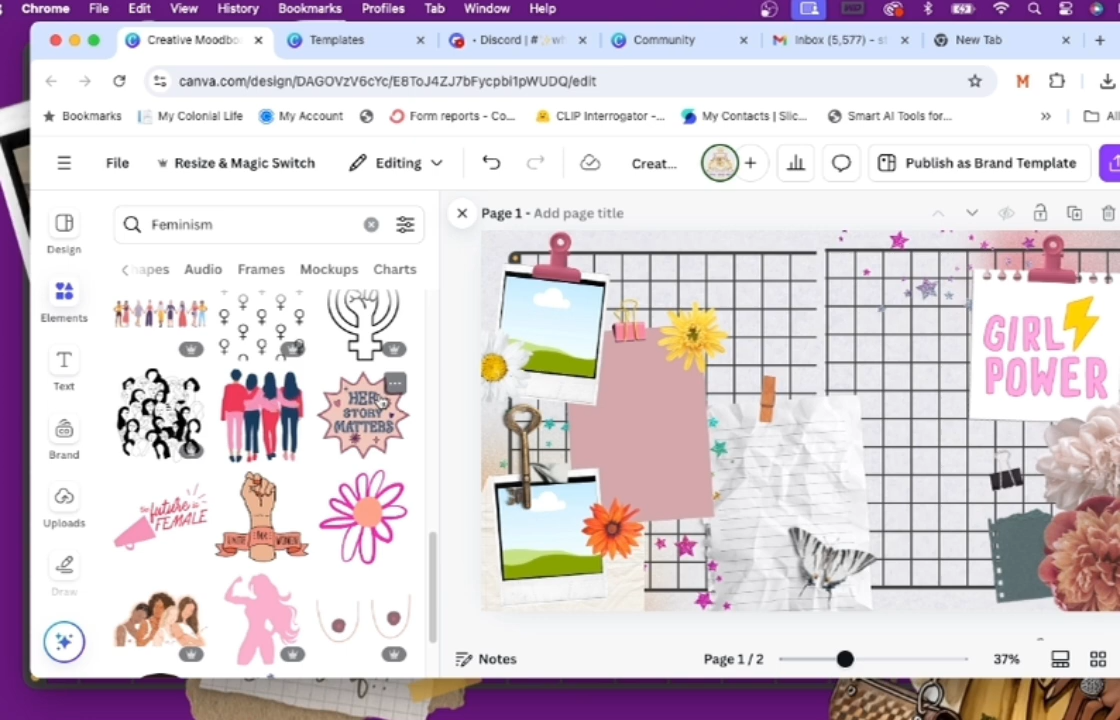 Chrome File Edit View History Bookmarks Profiles Tab Window Help
Creative Moodbo Templates • Discord | # Community Inbox (5,577) - st New Tab
canva.com/design/DAGOVzV6cYc/E8ToJ4ZJ7bFycpbi1pWUDQ/edit
Bookmarks My Colonial Life My Account Form reports - Co... CLIP Interrogator -... My Contacts | Slic... Smart AI Tools for... » All
File Resize & Magic Switch Editing Creat... Publish as Brand Template
Design
Elements
Text
Brand
Uploads
Draw
Feminism
hapes Audio Frames Mockups Charts
HER
STORY
MATTERS
the future is
FEMALE
Page 1 - Add page title
GIRL
POWER
Notes Page 1 / 2 37%